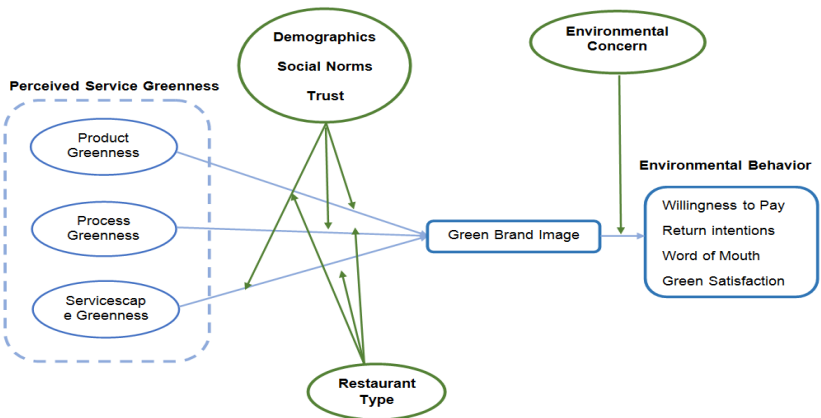 Demographics
Social Norms
Trust
Environmental
Concern
Perceived Service Greenness
Product
Greenness
Process
Greenness
Servicescap
e Greenness
Green Brand Image
Environmental Behavior
Willingness to Pay
Return intentions
Word of Mouth
Green Satisfaction
Restaurant
Type